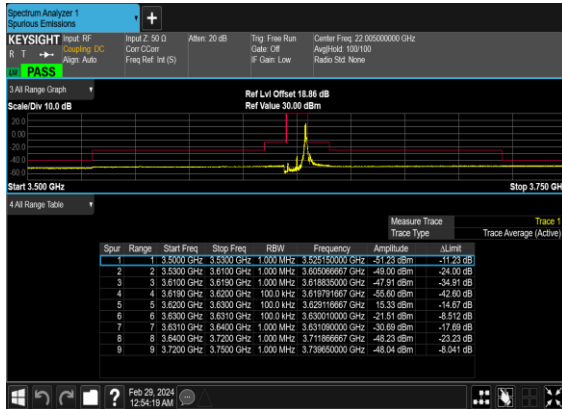 Spectrum Analyzer 1
Spurious Emissions
KEYSIGHT Input: RF Input Z: 50 Ω Atten: 20 dB Trig: Free Run Center Freq: 22.005000000 GHz
R T Coupling: DC Corr CCorr Gate: Off Avg|Hold: 100/100
Align: Auto Freq Ref: Int (S) IF Gain: Low Radio Std: None
PASS
3 All Range Graph
Ref Lvl Offset 18.86 dB
Scale/Div 10.0 dB Ref Value 30.00 dBm
20.0
0.00
-20.0
-40.0
-60.0
Start 3.500 GHz Stop 3.750 GH
4 All Range Table
Measure Trace Trace 1
Trace Type Trace Average (Active)
Spur Range Start Freq Stop Freq RBW Frequency Amplitude ΔLimit
1 1 3.5000 GHz 3.5300 GHz 1.000 MHz 3.525150000 GHz -51.23 dBm -11.23 dB
2 2 3.5300 GHz 3.6100 GHz 1.000 MHz 3.605066667 GHz -49.00 dBm -24.00 dB
3 3 3.6100 GHz 3.6190 GHz 1.000 MHz 3.618835000 GHz -47.91 dBm -34.91 dB
4 4 3.6190 GHz 3.6200 GHz 100.0 kHz 3.619791667 GHz -55.60 dBm -42.60 dB
5 5 3.6200 GHz 3.6300 GHz 100.0 kHz 3.629116667 GHz 15.33 dBm -14.67 dB
6 6 3.6300 GHz 3.6310 GHz 100.0 kHz 3.630010000 GHz -21.51 dBm -8.512 dB
7 7 3.6310 GHz 3.6400 GHz 1.000 MHz 3.631090000 GHz -30.69 dBm -17.69 dB
8 8 3.6400 GHz 3.7200 GHz 1.000 MHz 3.711866667 GHz -48.23 dBm -23.23 dB
9 9 3.7200 GHz 3.7500 GHz 1.000 MHz 3.739650000 GHz -48.04 dBm -8.041 dB
Feb 29, 2024
12:54:19 AM